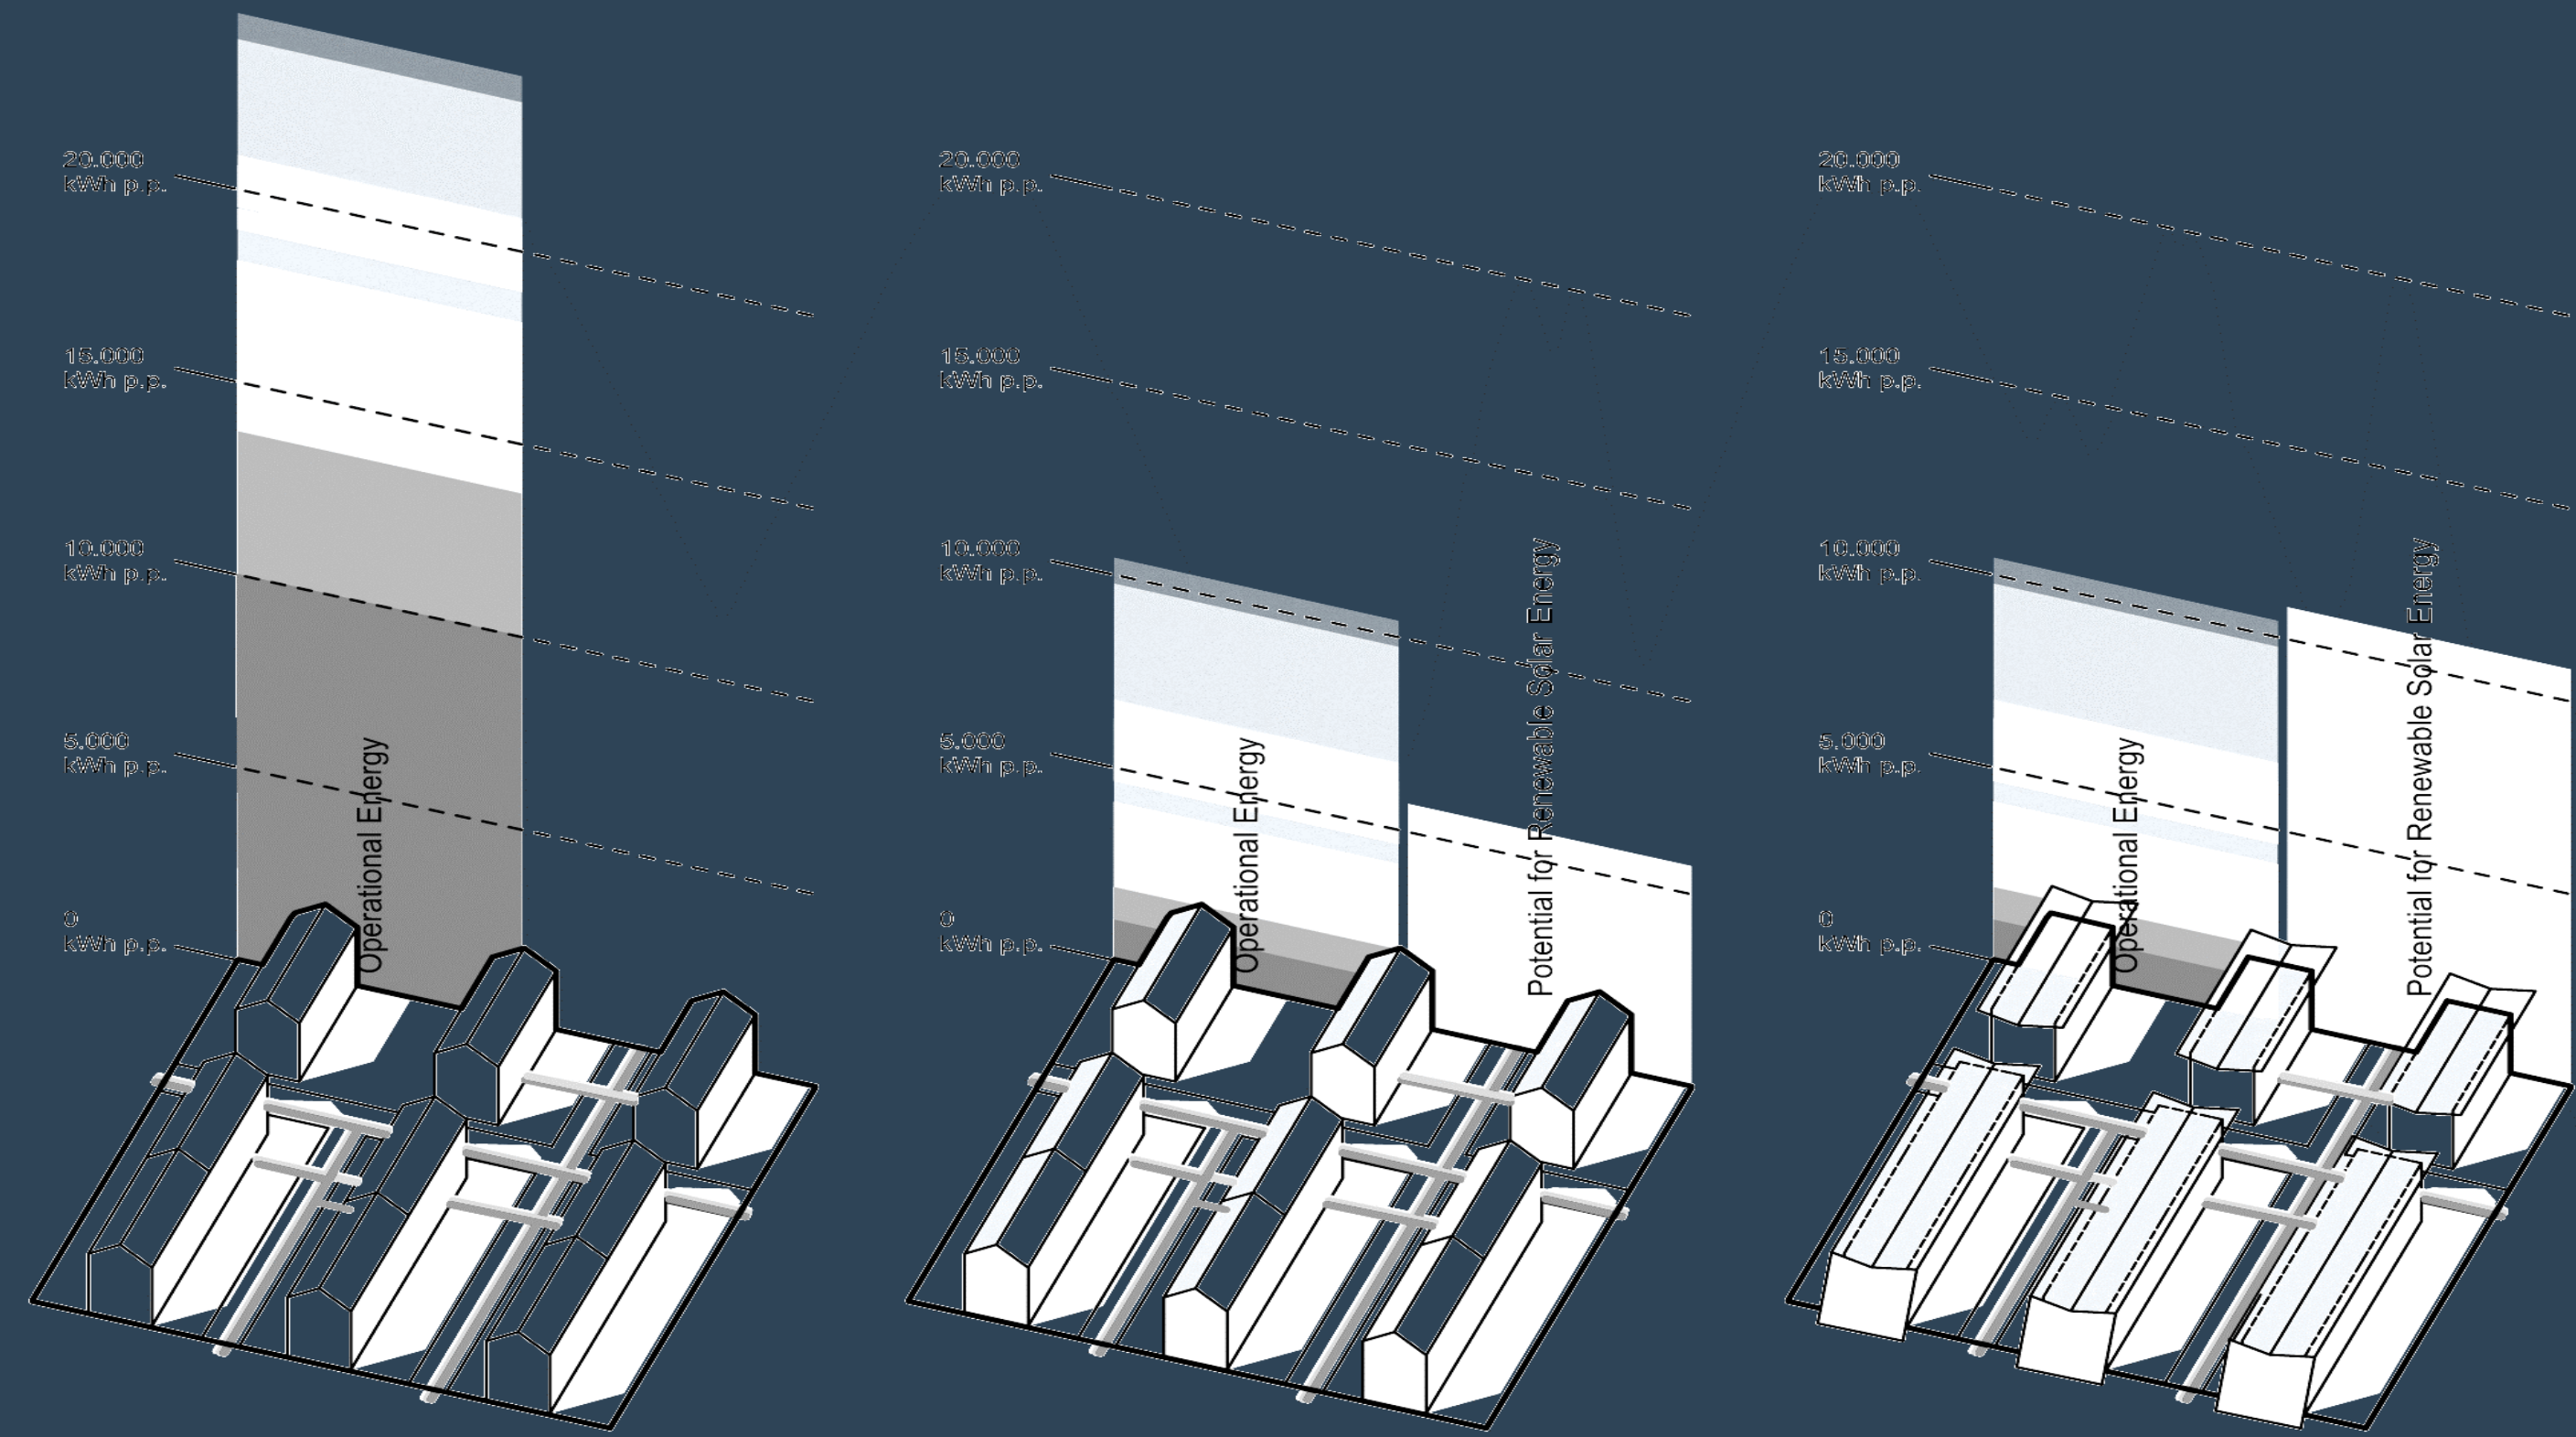 20.000
kWh p.p.
15.000
kWh p.p.
10.000
kWh p.p.
5.000
kWh p.p.
0
kWh p.p.
Operational Energy
20.000
kWh p.p.
15.000
kWh p.p.
10.000
kWh p.p.
5.000
kWh p.p.
0
kWh p.p.
Operational Energy
Potential for Renewable Solar Energy
20.000
kWh p.p.
15.000
kWh p.p.
10.000
kWh p.p.
5.000
kWh p.p.
0
kWh p.p.
Operational Energy
Potential for Renewable Solar Energy